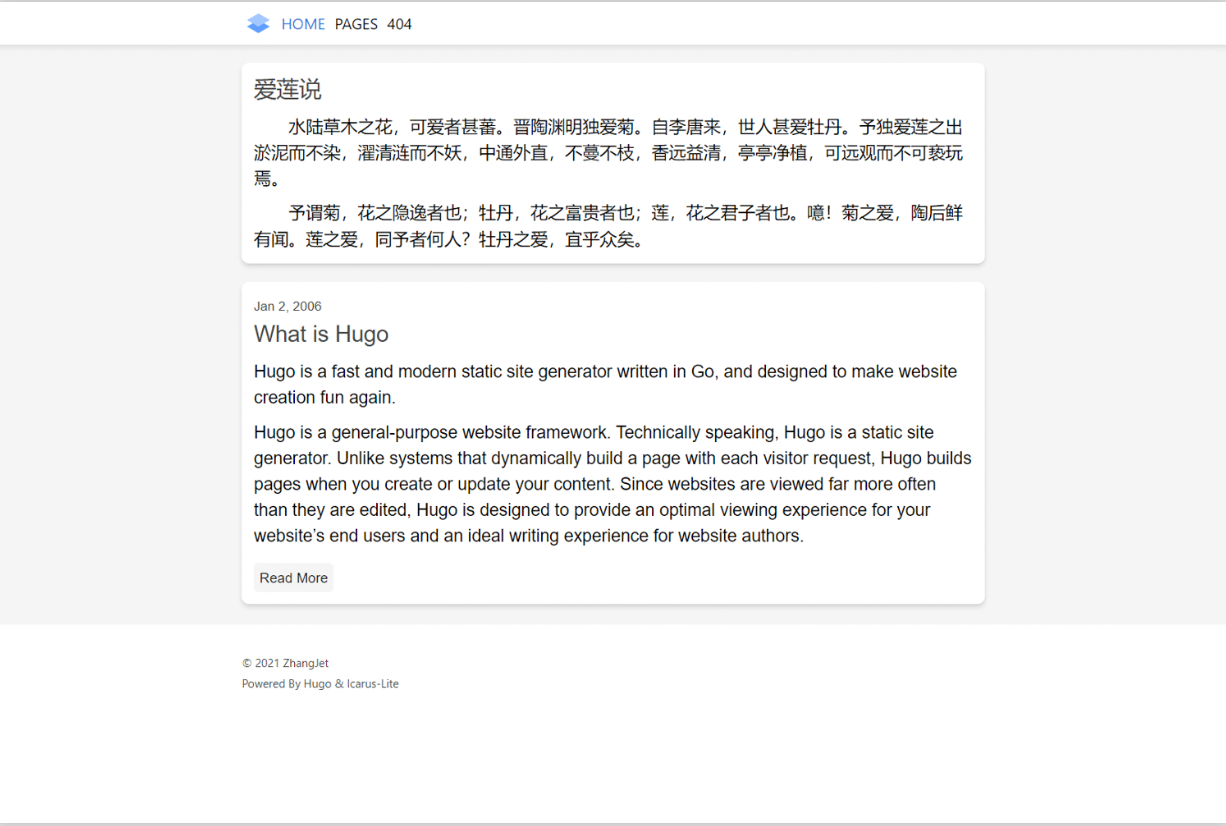 HOME PAGES 404
爱莲说
水陆草木之花，可爱者甚蕃。晋陶渊明独爱菊。自李唐来，世人甚爱牡丹。予独爱莲之出
淤泥而不染，濯清涟而不妖，中通外直，不蔓不枝，香远益清，亭亭净植，可远观而不可亵玩
焉。
予谓菊，花之隐逸者也；牡丹，花之富贵者也；莲，花之君子者也。噫！菊之爱，陶后鲜
有闻。莲之爱，同予者何人？牡丹之爱，宜乎众矣。
Jan 2, 2006
What is Hugo
Hugo is a fast and modern static site generator written in Go, and designed to make website
creation fun again.
Hugo is a general-purpose website framework. Technically speaking, Hugo is a static site
generator. Unlike systems that dynamically build a page with each visitor request, Hugo builds
pages when you create or update your content. Since websites are viewed far more often
than they are edited, Hugo is designed to provide an optimal viewing experience for your
website’s end users and an ideal writing experience for website authors.
Read More
© 2021 ZhangJet
Powered By Hugo & Icarus-Lite